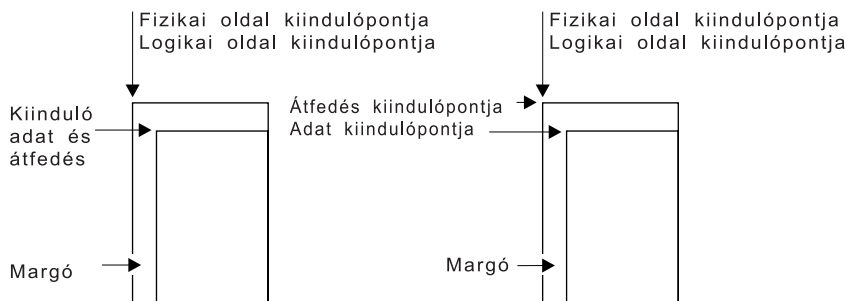 Fizikai oldal kiindulópontja
Logikai oldal kiindulópontja
Kiinduló
adat és
átfedés
Margó
Fizikai oldal kiindulópontja
Logikai oldal kiindulópontja
Átfedés kiindulópontja
Adat kiindulópontja
Margó